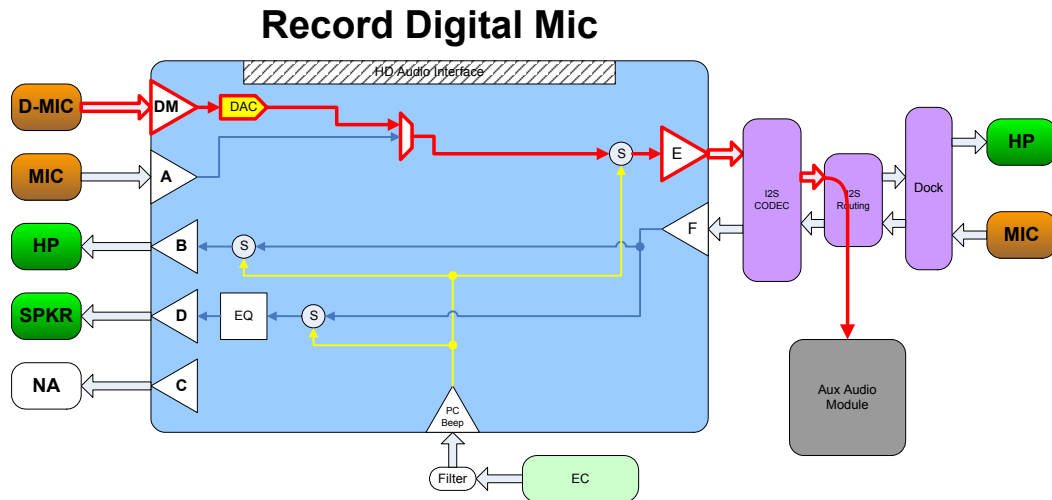 Record Digital Mic
HD Audio Interface
D-MIC
DM
DAC
MIC
A
S
E
I2S
CODEC
I2S
Routing
Dock
HP
MIC
F
HP
B
S
SPKR
D
EQ
S
NA
C
PC
Beep
Filter
EC
Aux Audio
Module